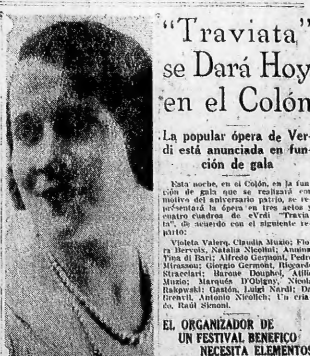 "Traviata"
se Dará Hoy
en el Colón
La popular ópera de Ver-
di está anunciada en fun-
ción de gala
Esta noche, en el Colón, en la fun-
ción de gala que se realizará con
motivo del aniversario patrio, se re-
presentará la ópera en tres actos y
cuatro cuadros de eVrdi "Travia-
ta", de acuerdo con el siguiente re-
parto:
Violeta Valery, Claudia Muzio; Flo-
ra Bervoix, Natalia Nicolini; Annina,
Tina di Bari; Alfredo Germont, Pedro
Mirassou; Giorgio Germont, Riccardo
Stracciari; Barone Douphol, Atilio
Muzio; Marqués D'Obigny, Nicolá
Rakowski; Gastón, Luigi Nardi; Dr.
Grenvil, Antonio Nicolich; Un cria-
do, Raúl Simoni.
EL ORGANIZADOR DE
UN FESTIVAL BENEFICO
NECESITA ELEMENTOS